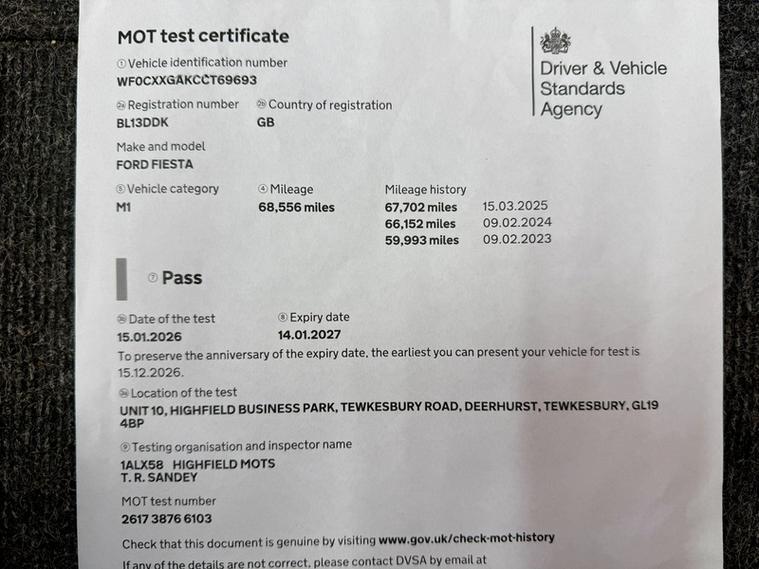 MOT test certificate
① Vehicle identification number
WF0CXXGAKCCT69693
Driver & Vehicle
Standards
Agency
2a Registration number 2b Country of registration
BL13DDK GB
Make and model
FORD FIESTA
⑤ Vehicle category ④ Mileage Mileage history
M1 68,556 miles 67,702 miles 15.03.2025
66,152 miles 09.02.2024
59,993 miles 09.02.2023
⑦ Pass
3b Date of the test ⑧ Expiry date
15.01.2026 14.01.2027
To preserve the anniversary of the expiry date, the earliest you can present your vehicle for test is
15.12.2026.
3a Location of the test
UNIT 10, HIGHFIELD BUSINESS PARK, TEWKESBURY ROAD, DEERHURST, TEWKESBURY, GL19
4BP
⑨ Testing organisation and inspector name
1ALX58 HIGHFIELD MOTS
T. R. SANDEY
MOT test number
2617 3876 6103
Check that this document is genuine by visiting www.gov.uk/check-mot-history
If any of the details are not correct, please contact DVSA by email at